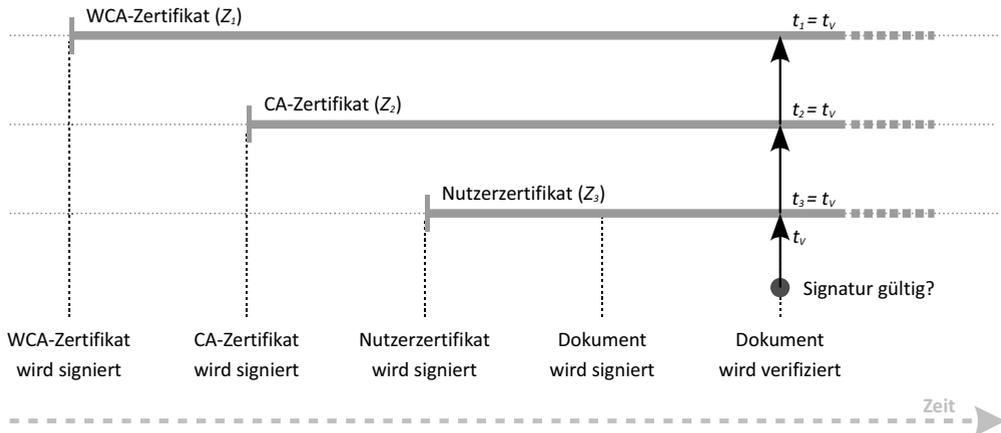 WCA-Zertifikat (Z₁)
t₁ = tᵥ
CA-Zertifikat (Z₂)
t₂ = tᵥ
Nutzerzertifikat (Z₃)
t₃ = tᵥ
tᵥ
Signatur gültig?
WCA-Zertifikat
wird signiert
CA-Zertifikat
wird signiert
Nutzerzertifikat
wird signiert
Dokument
wird signiert
Dokument
wird verifiziert
Zeit